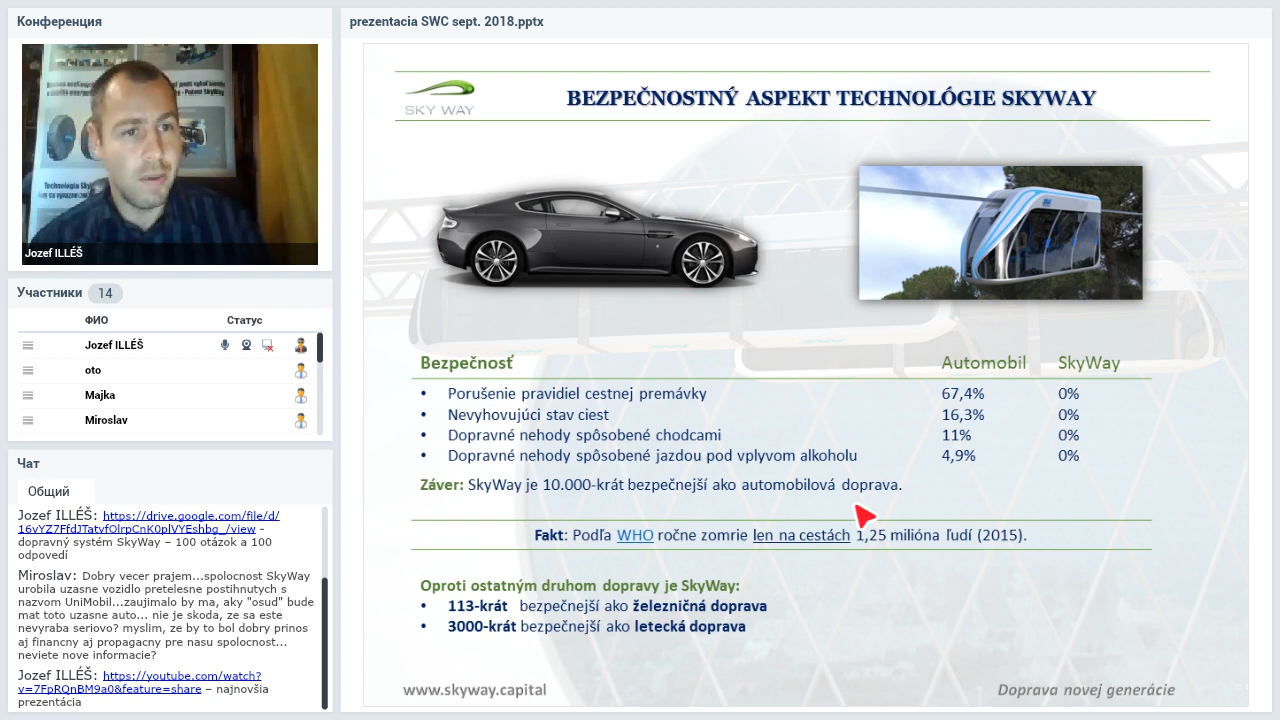 Конференция
Jozef ILLÉŠ
Участники 14
ФИО Статус
Jozef ILLÉŠ
oto
Majka
Miroslav
Чат
Общий
Jozef ILLÉŠ: https://drive.google.com/file/d/
16vYZ7FfdJTatvfOlrpCnK0plVYEshbg_/view –
dopravný systém SkyWay – 100 otázok a 100
odpovedí
Miroslav: Dobry vecer prajem...spolocnost SkyWay
urobila uzasne vozidlo pretelesne postihnutych s
nazvom UniMobil...zaujimalo by ma, aky "osud" bude
mat toto uzasne auto... nie je skoda, ze sa este
nevyraba seriovo? myslim, ze by to bol dobry prinos
aj financny aj propagacny pre nasu spolocnost...
neviete nove informacie?
Jozef ILLÉŠ: https://youtube.com/watch?
v=7FpRQnBM9a0&feature=share – najnovšia
prezentácia
prezentacia SWC sept. 2018.pptx
SKY WAY
BEZPEČNOSTNÝ ASPEKT TECHNOLÓGIE SKYWAY
Bezpečnosť Automobil SkyWay
• Porušenie pravidiel cestnej premávky 67,4% 0%
• Nevyhovujúci stav ciest 16,3% 0%
• Dopravné nehody spôsobené chodcami 11% 0%
• Dopravné nehody spôsobené jazdou pod vplyvom alkoholu 4,9% 0%
Záver: SkyWay je 10.000-krát bezpečnejší ako automobilová doprava.
Fakt: Podľa WHO ročne zomrie len na cestách 1,25 milióna ľudí (2015).
Oproti ostatným druhom dopravy je SkyWay:
• 113-krát bezpečnejší ako železničná doprava
• 3000-krát bezpečnejší ako letecká doprava
www.skyway.capital
Doprava novej generácie